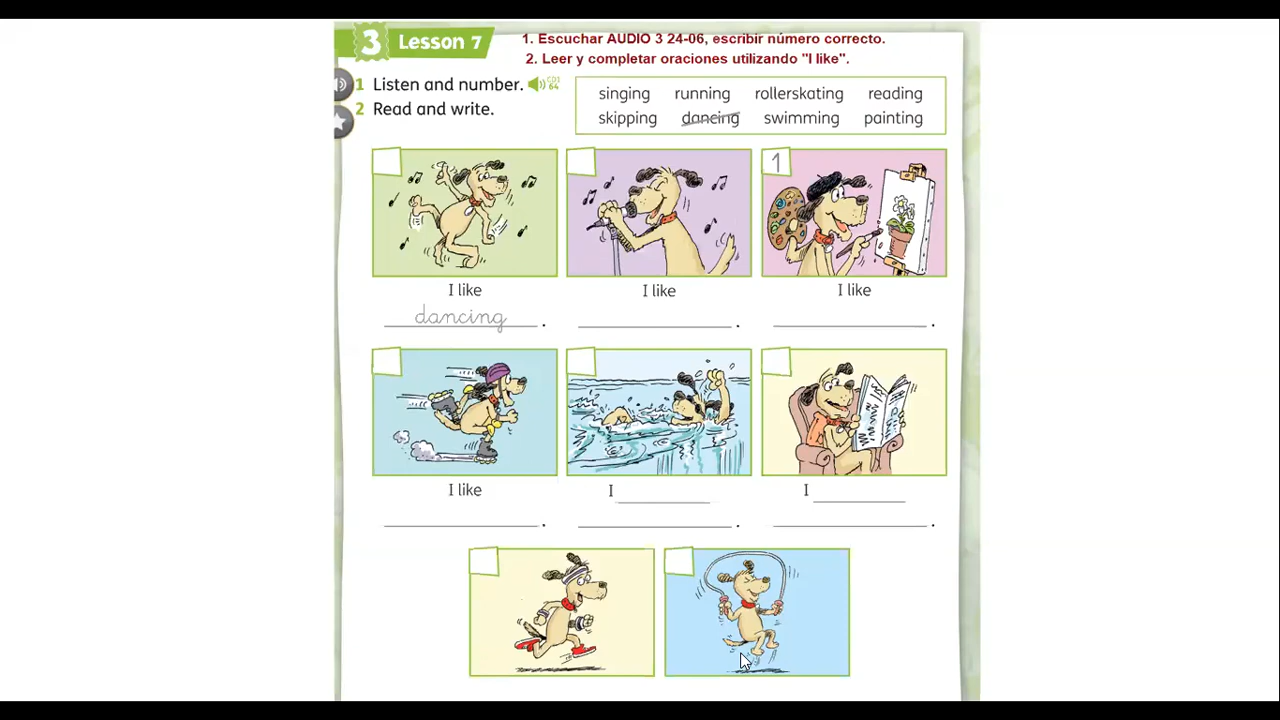 3 Lesson 7
1. Escuchar AUDIO 3 24-06, escribir número correcto.
2. Leer y completar oraciones utilizando "I like".
1 Listen and number. CD1 64
2 Read and write.
singing running rollerskating reading
skipping dancing swimming painting
1
I like I like I like
dancing . . .
I like I I
. . .